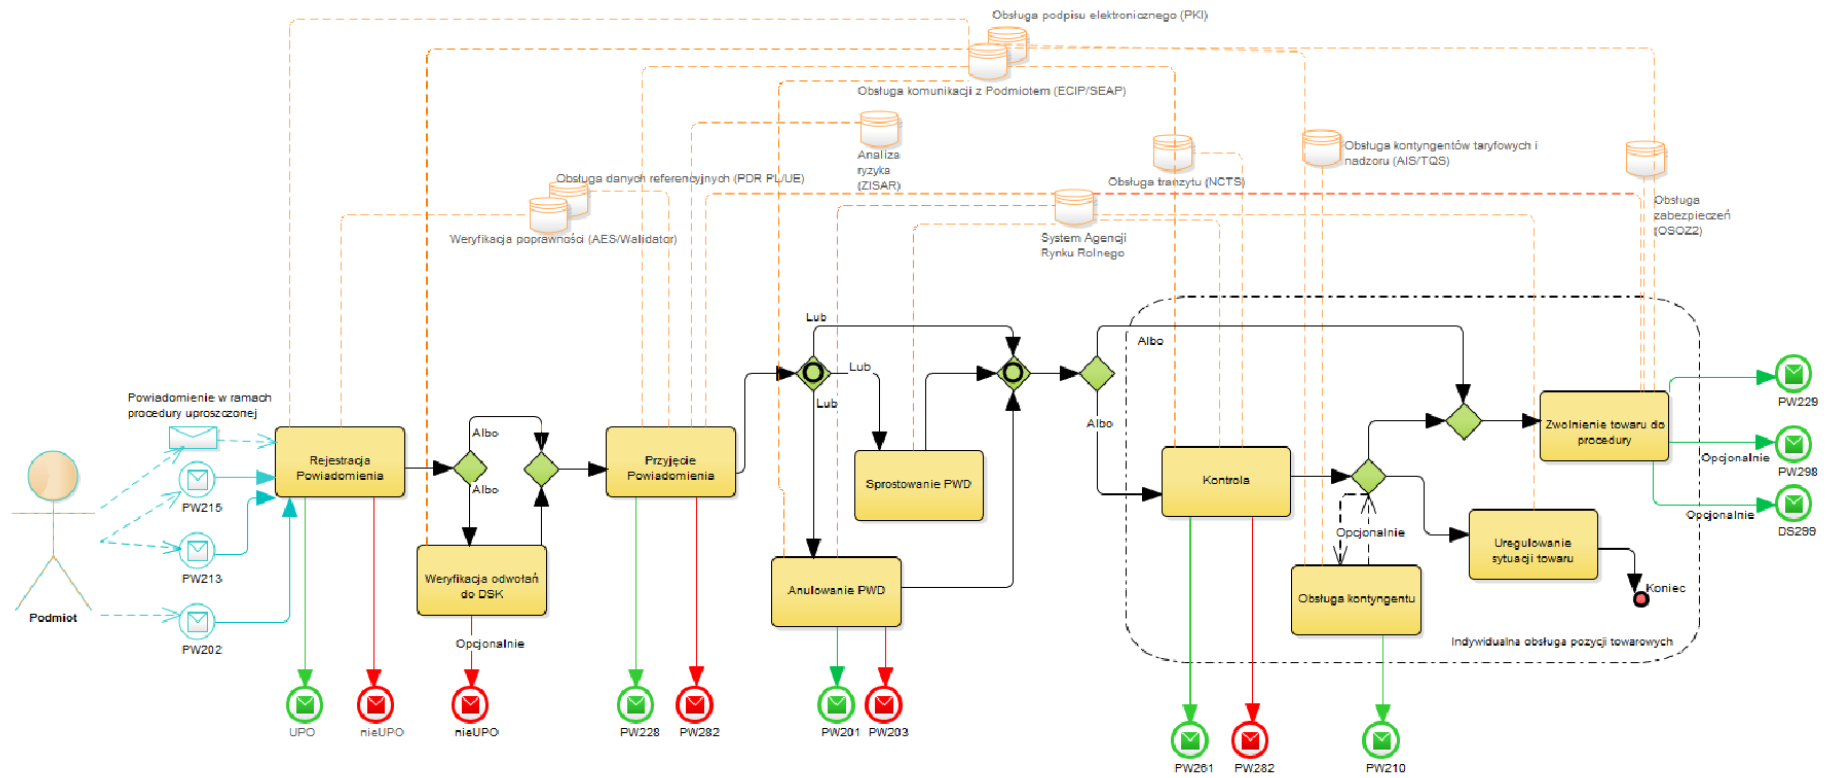 Obsługa podpisu elektronicznego (PKI)
Obsługa komunikacji z Podmiotem (ECIP/SEAP)
Analiza
ryzyka
(ZISAR)
Obsługa danych referencyjnych (PDR PL/UE)
Weryfikacja poprawności (AES/Walidator)
Obsługa tranzytu (NCTS)
System Agencji
Rynku Rolnego
Obsługa kontyngentów taryfowych i
nadzoru (AIS/TQS)
Obsługa
zabezpieczeń
(OSOZ2)
Powiadomienie w ramach
procedury uproszczonej
PW215
PW213
PW202
Podmiot
Rejestracja
Powiadomienia
UPO
nieUPO
Albo
Albo
Weryfikacja odwołań
do DSK
Opcjonalnie
nieUPO
Przyjęcie
Powiadomienia
PW228
PW282
Lub
Lub
Lub
Sprostowanie PWD
Anulowanie PWD
PW201
PW203
Albo
Albo
Kontrola
PW261
PW282
Opcjonalnie
Obsługa kontyngentu
PW210
Zwolnienie towaru do
procedury
Uregulowanie
sytuacji towaru
Koniec
Indywidualna obsługa pozycji towarowych
PW229
Opcjonalnie
PW298
Opcjonalnie
DS299